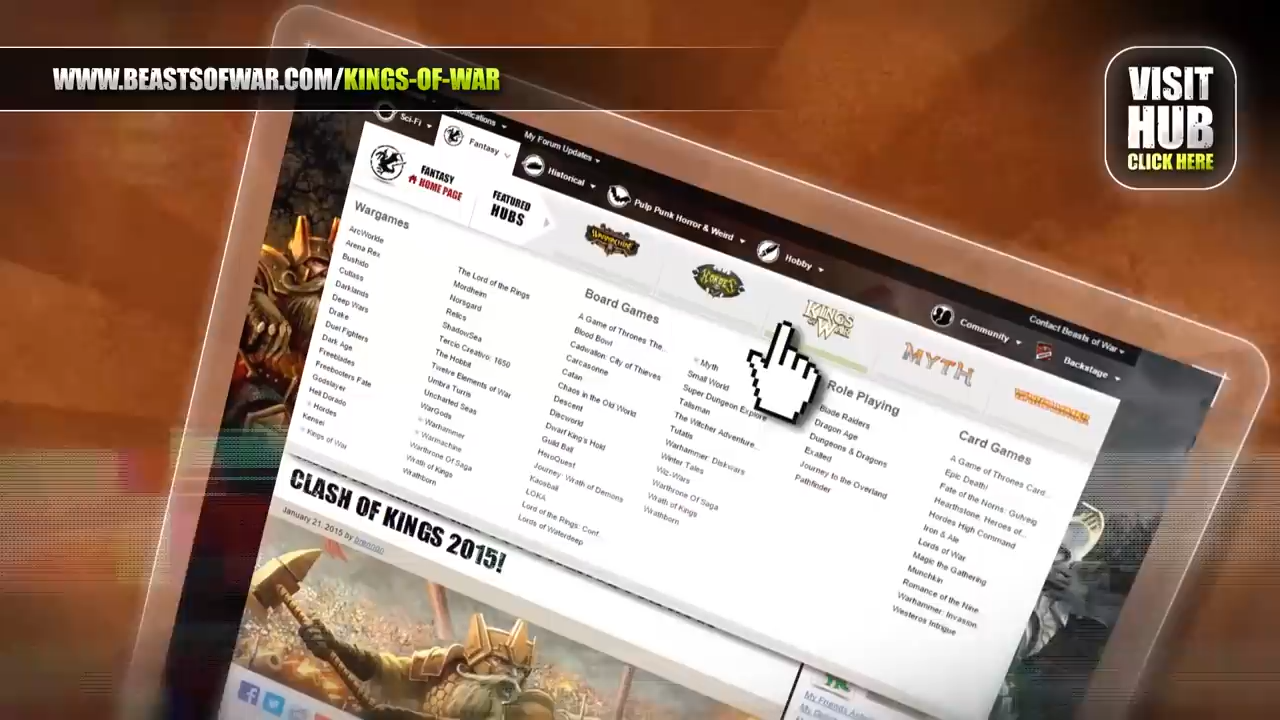 WWW.BEASTSOFWAR.COM/KINGS-OF-WAR
VISIT
HUB
CLICK HERE
My Forum Updates
Contact Beasts of War
Sci-Fi
Fantasy
Historical
Pulp Punk Horror & Weird
Hobby
Community
Backstage
FANTASY
HOME PAGE
FEATURED
HUBS
HORDES
KINGS
OF WAR
MYTH
Wargames
ArcWorlde
Arena Rex
Bushido
Cutlass
Darklands
Deep Wars
Drake
Duel Fighters
Dark Age
Freeblades
Freebooters Fate
Godslayer
Hell Dorado
Hordes
Kensei
Kings of War
The Lord of the Rings
Mordheim
Norsgard
Relics
ShadowSea
Tercio Creativo: 1650
The Hobbit
Twelve Elements of War
Umbra Turris
Uncharted Seas
WarGods
Warhammer
Warmachine
Warthrone Of Saga
Wrath of Kings
Wrathborn
Board Games
A Game of Thrones The...
Blood Bowl
Cadwallon: City of Thieves
Carcassonne
Catan
Chaos in the Old World
Descent
Discworld
Dwarf King's Hold
Guild Ball
HeroQuest
Journey: Wrath of Demons
Kaosball
LOKA
Lord of the Rings: Conf...
Lords of Waterdeep
Myth
Small World
Super Dungeon Explore
Talisman
The Witcher Adventure...
Tutatis
Warhammer: Diskwars
Winter Tales
Wiz-Wars
Warthrone Of Saga
Wrath of Kings
Wrathborn
Role Playing
Blade Raiders
Dragon Age
Dungeons & Dragons
Exalted
Journey to the Overland
Pathfinder
Card Games
A Game of Thrones Card...
Epic Death!
Fate of the Norns: Gulveig
Hearthstone: Heroes of...
Hordes High Command
Iron & Ale
Lords of War
Magic the Gathering
Munchkin
Romance of the Nine
Warhammer: Invasion
Westeros Intrigue
CLASH OF KINGS 2015!
January 21, 2015 by brennon